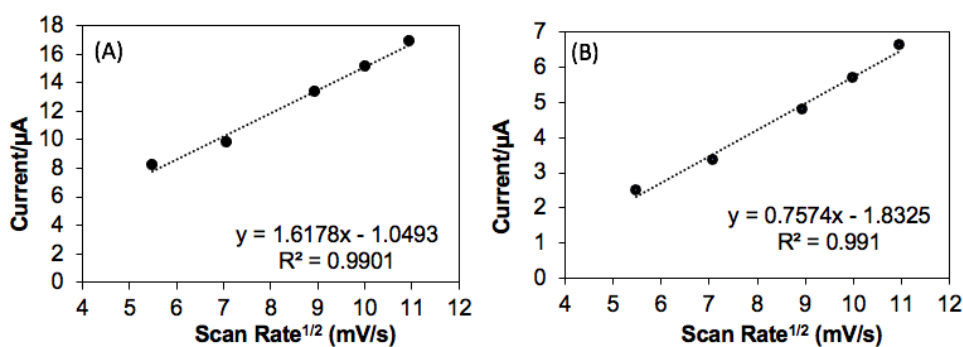 (A)
Current/µA
18
16
14
12
10
8
6
4
2
0
y = 1.6178x - 1.0493
R² = 0.9901
4 5 6 7 8 9 10 11 12
Scan Rate¹/² (mV/s)
(B)
Current/µA
7
6
5
4
3
2
1
0
y = 0.7574x - 1.8325
R² = 0.991
4 5 6 7 8 9 10 11 12
Scan Rate¹/² (mV/s)